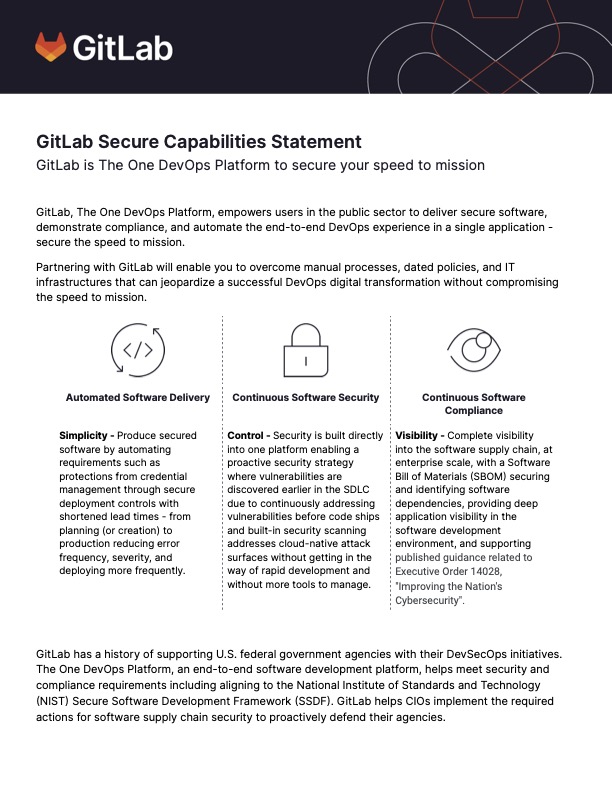 GitLab
GitLab Secure Capabilities Statement
GitLab is The One DevOps Platform to secure your speed to mission
GitLab, The One DevOps Platform, empowers users in the public sector to deliver secure software,
demonstrate compliance, and automate the end-to-end DevOps experience in a single application -
secure the speed to mission.
Partnering with GitLab will enable you to overcome manual processes, dated policies, and IT
infrastructures that can jeopardize a successful DevOps digital transformation without compromising
the speed to mission.
</>
Automated Software Delivery
Simplicity - Produce secured
software by automating
requirements such as
protections from credential
management through secure
deployment controls with
shortened lead times - from
planning (or creation) to
production reducing error
frequency, severity, and
deploying more frequently.
Continuous Software Security
Control - Security is built directly
into one platform enabling a
proactive security strategy
where vulnerabilities are
discovered earlier in the SDLC
due to continuously addressing
vulnerabilities before code ships
and built-in security scanning
addresses cloud-native attack
surfaces without getting in the
way of rapid development and
without more tools to manage.
Continuous Software
Compliance
Visibility - Complete visibility
into the software supply chain, at
enterprise scale, with a Software
Bill of Materials (SBOM) securing
and identifying software
dependencies, providing deep
application visibility in the
software development
environment, and supporting
published guidance related to
Executive Order 14028,
"Improving the Nation's
Cybersecurity".
GitLab has a history of supporting U.S. federal government agencies with their DevSecOps initiatives.
The One DevOps Platform, an end-to-end software development platform, helps meet security and
compliance requirements including aligning to the National Institute of Standards and Technology
(NIST) Secure Software Development Framework (SSDF). GitLab helps CIOs implement the required
actions for software supply chain security to proactively defend their agencies.